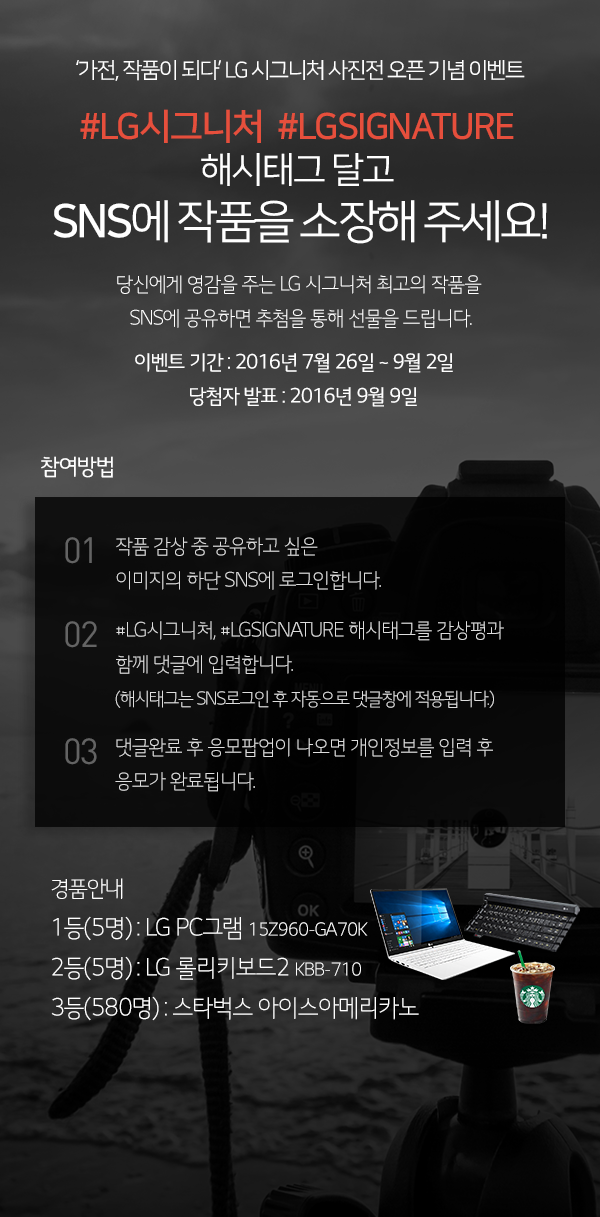 ‘가전, 작품이 되다’ LG 시그니처 사진전 오픈 기념 이벤트
#LG시그니처 #LGSIGNATURE
해시태그 달고
SNS에 작품을 소장해 주세요!
당신에게 영감을 주는 LG 시그니처 최고의 작품을
SNS에 공유하면 추첨을 통해 선물을 드립니다.
이벤트 기간 : 2016년 7월 26일 ~ 9월 2일
당첨자 발표 : 2016년 9월 9일
참여방법
01 작품 감상 중 공유하고 싶은
이미지의 하단 SNS에 로그인합니다.
02 #LG시그니처, #LGSIGNATURE 해시태그를 감상평과
함께 댓글에 입력합니다.
(해시태그는 SNS로그인 후 자동으로 댓글창에 적용됩니다.)
03 댓글완료 후 응모팝업이 나오면 개인정보를 입력 후
응모가 완료됩니다.
OK
경품안내
1등(5명) : LG PC그램 15Z960-GA70K
2등(5명) : LG 롤리키보드2 KBB-710
3등(580명) : 스타벅스 아이스아메리카노